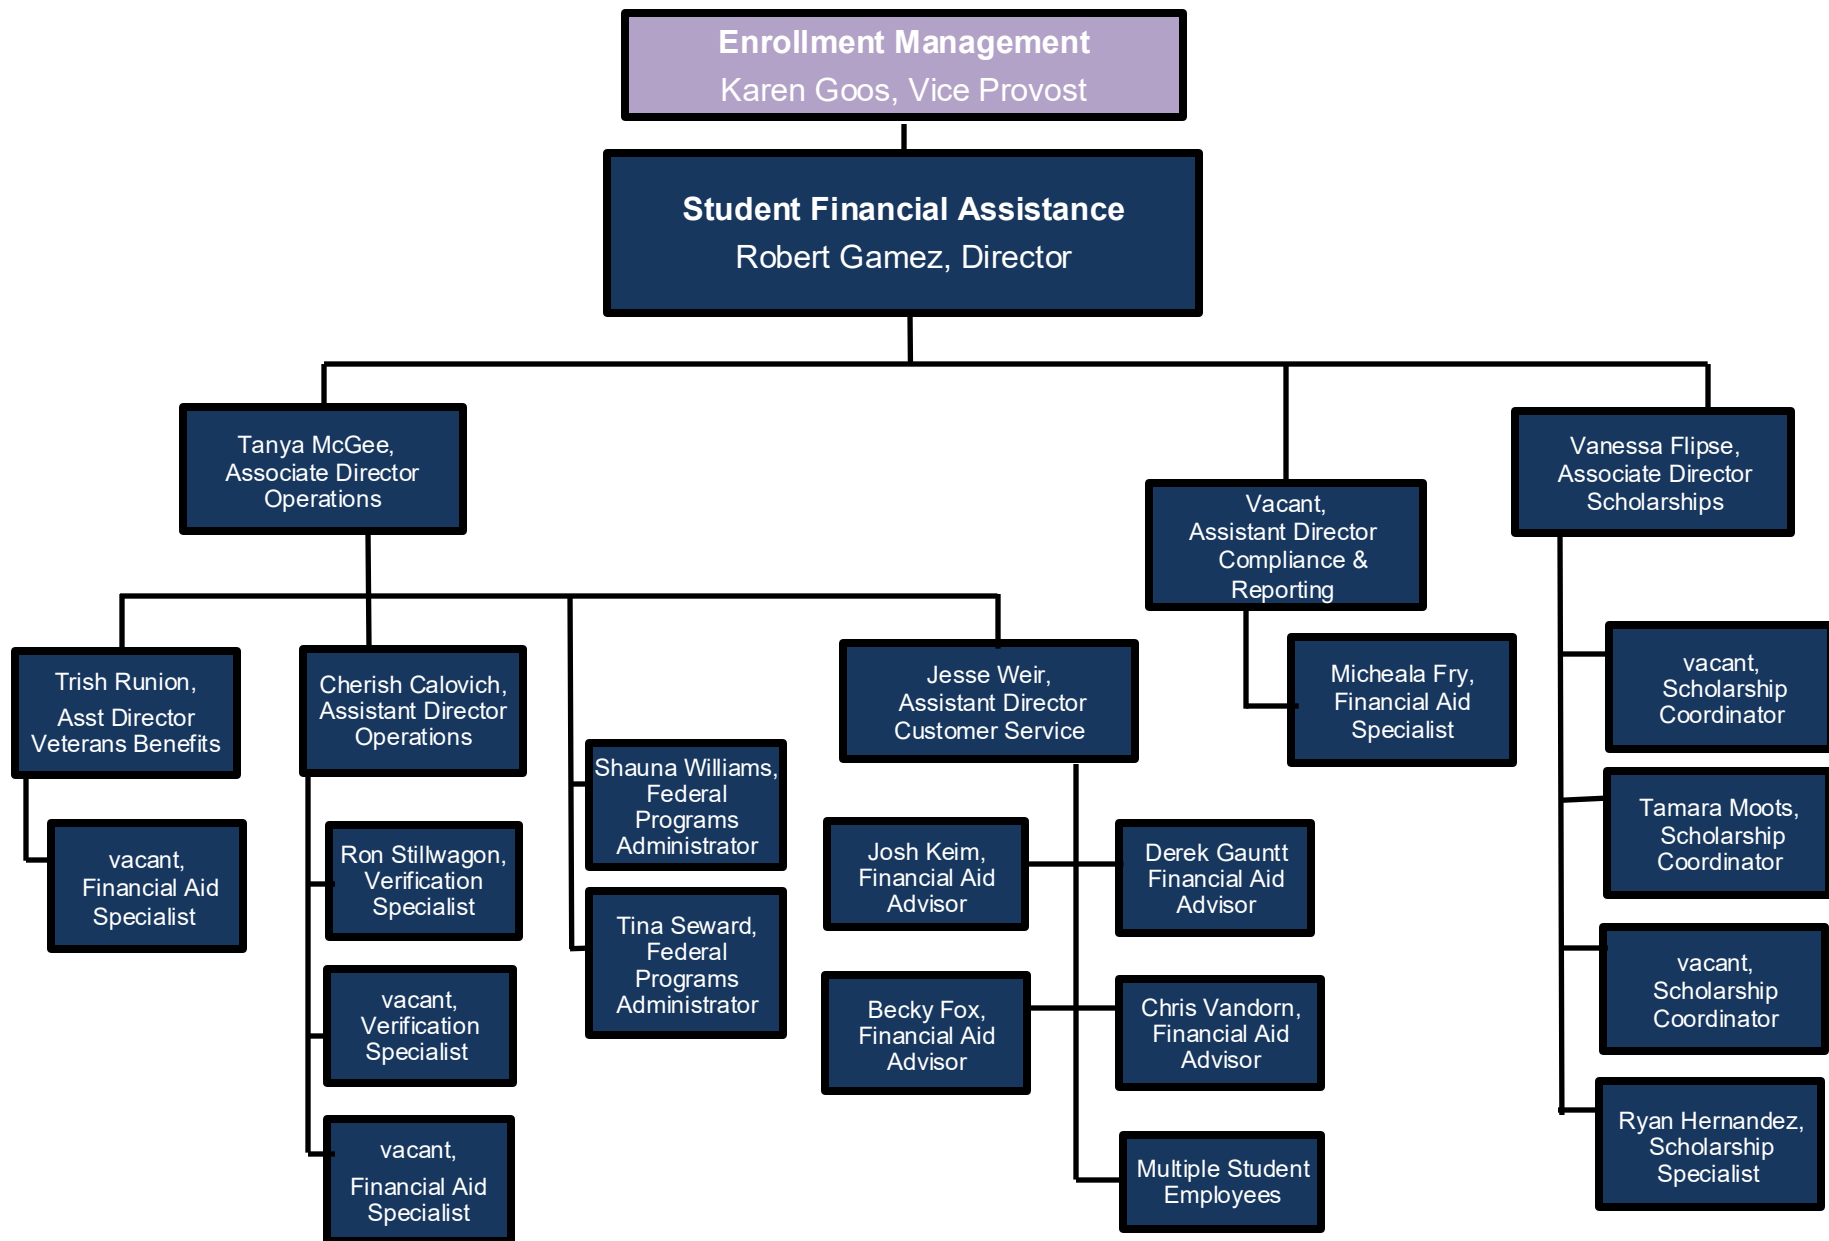 Enrollment Management
Karen Goos, Vice Provost
Student Financial Assistance
Robert Gamez, Director
Tanya McGee,
Associate Director
Operations
Vacant,
Assistant Director
Compliance &
Reporting
Vanessa Flipse,
Associate Director
Scholarships
Trish Runion,
Asst Director
Veterans Benefits
vacant,
Financial Aid
Specialist
Cherish Calovich,
Assistant Director
Operations
Ron Stillwagon,
Verification
Specialist
vacant,
Verification
Specialist
vacant,
Financial Aid
Specialist
Shauna Williams,
Federal
Programs
Administrator
Tina Seward,
Federal
Programs
Administrator
Jesse Weir,
Assistant Director
Customer Service
Josh Keim,
Financial Aid
Advisor
Derek Gauntt
Financial Aid
Advisor
Becky Fox,
Financial Aid
Advisor
Chris Vandorn,
Financial Aid
Advisor
Multiple Student
Employees
Micheala Fry,
Financial Aid
Specialist
vacant,
Scholarship
Coordinator
Tamara Moots,
Scholarship
Coordinator
vacant,
Scholarship
Coordinator
Ryan Hernandez,
Scholarship
Specialist